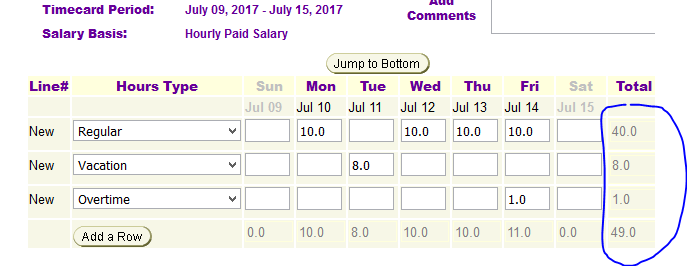 Timecard Period: July 09, 2017 - July 15, 2017
Add
Comments
Salary Basis: Hourly Paid Salary
Jump to Bottom
Line# Hours Type Sun Mon Tue Wed Thu Fri Sat Total
Jul 09 Jul 10 Jul 11 Jul 12 Jul 13 Jul 14 Jul 15
New Regular 10.0 10.0 10.0 10.0 40.0
New Vacation 8.0 8.0
New Overtime 1.0 1.0
Add a Row 0.0 10.0 8.0 10.0 10.0 11.0 0.0 49.0